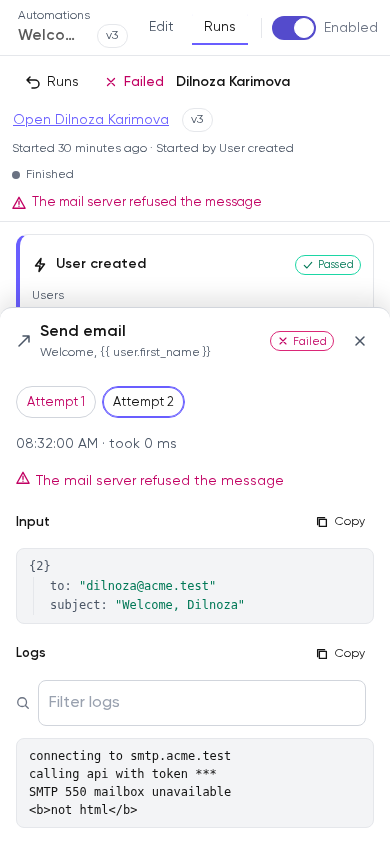 Automations
Welco...
v3
Edit
Runs
Enabled
Runs
Failed
Dilnoza Karimova
Open Dilnoza Karimova
v3
Started 30 minutes ago · Started by User created
Finished
The mail server refused the message
User created
Passed
Users
Send email
Welcome, {{ user.first_name }}
Failed
Attempt 1
Attempt 2
08:32:00 AM · took 0 ms
The mail server refused the message
Input
Copy
{2}
to: "dilnoza@acme.test"
subject: "Welcome, Dilnoza"
Logs
Copy
Filter logs
connecting to smtp.acme.test
calling api with token ***
SMTP 550 mailbox unavailable
<b>not html</b>